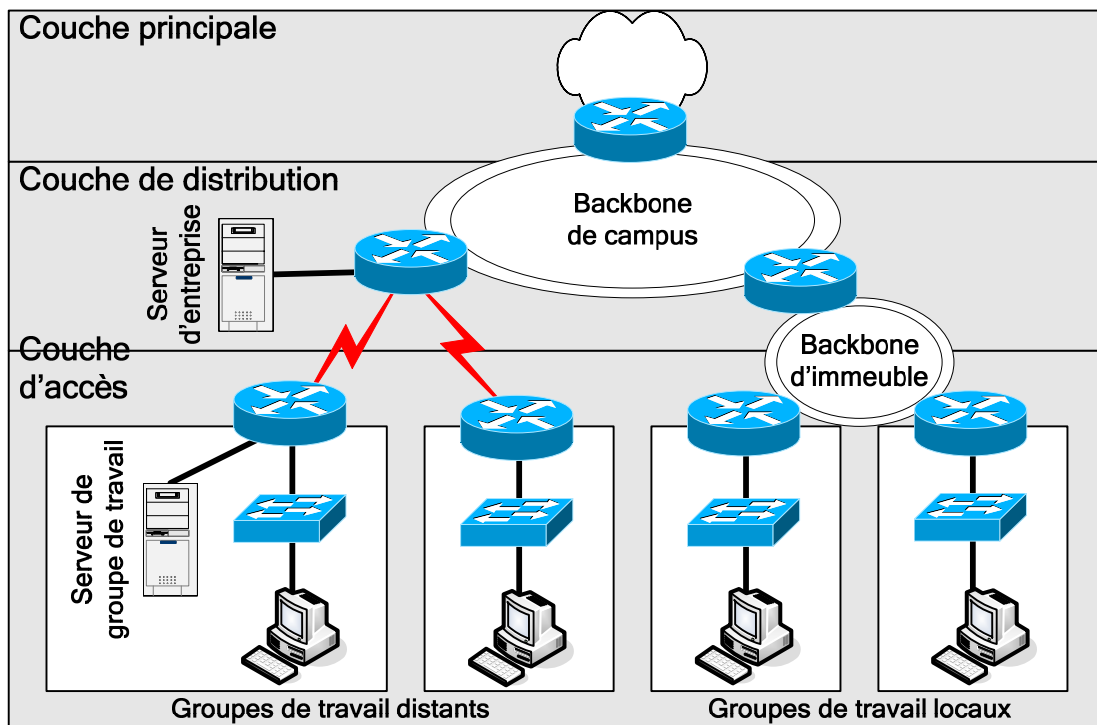 Couche principale
Couche de distribution
Backbone
de campus
Serveur
d'entreprise
Couche
d'accès
Backbone
d'immeuble
Serveur de
groupe de travail
Groupes de travail distants
Groupes de travail locaux